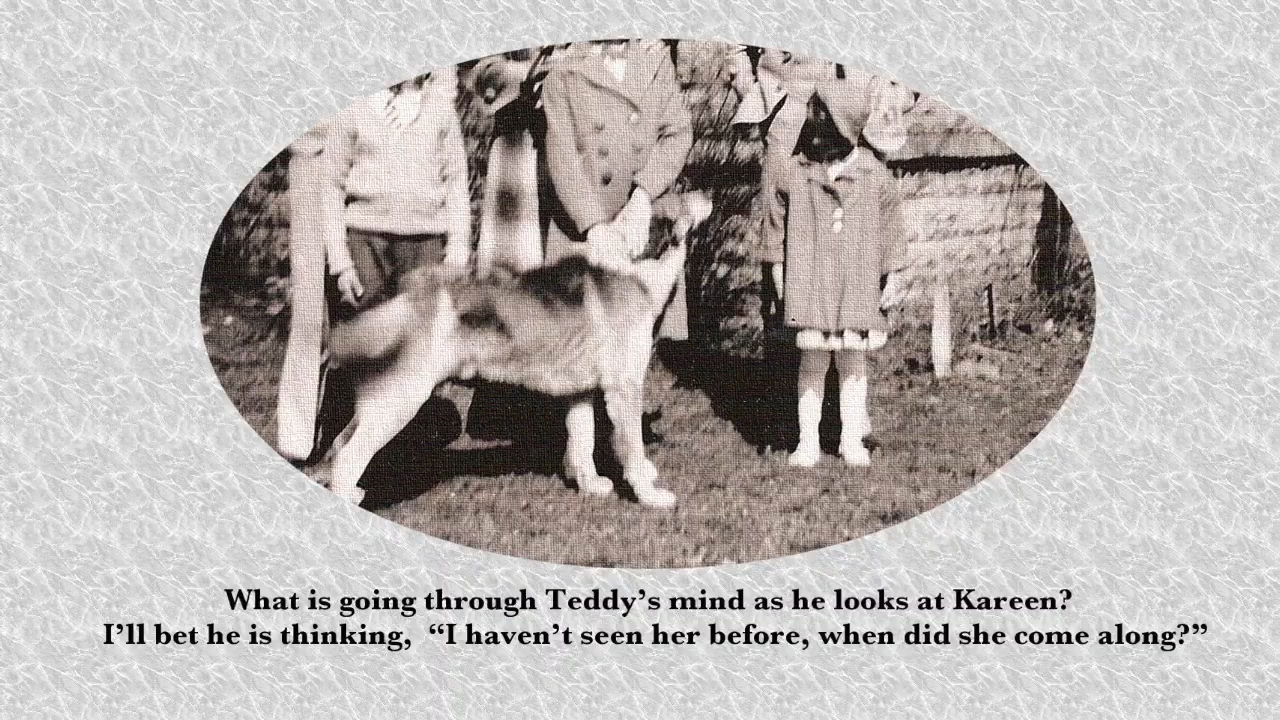 What is going through Teddy’s mind as he looks at Kareen?
I’ll bet he is thinking,  “I haven’t seen her before, when did she come along?”